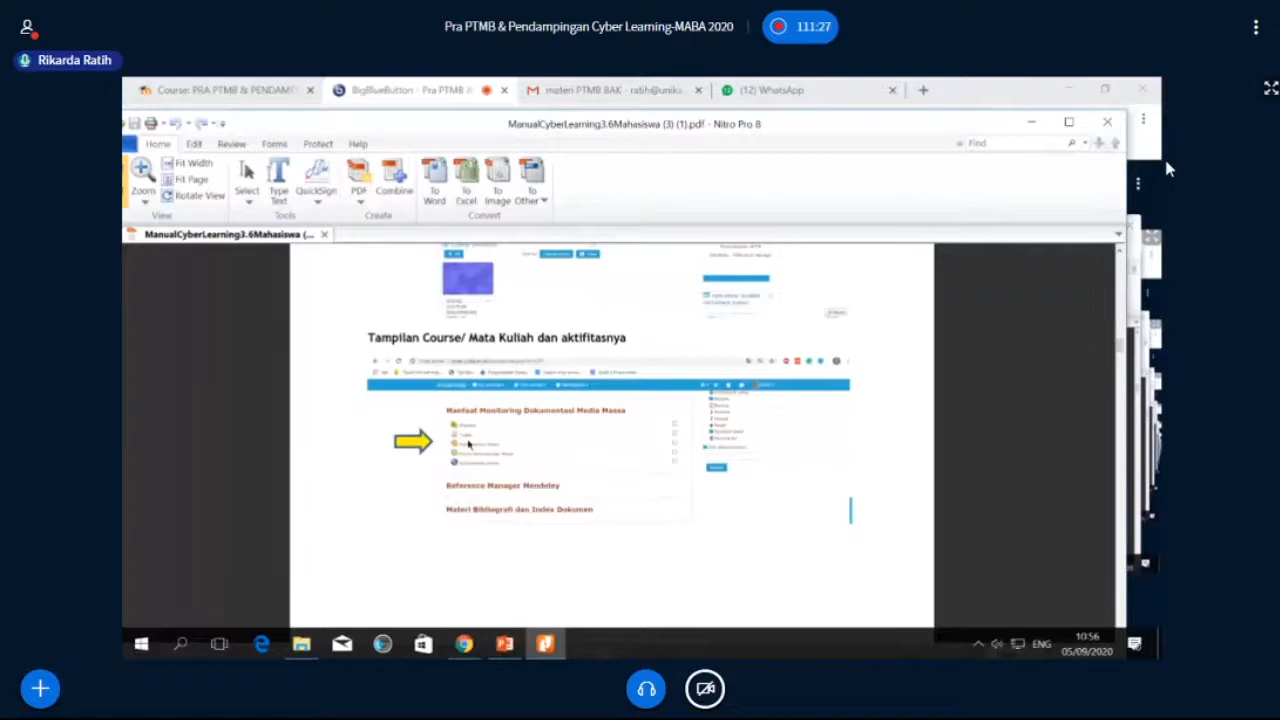 Pra PTMB & Pendampingan Cyber Learning-MABA 2020
111:27
Rikarda Ratih
Course: PRA PTMB & PENDAM
BigBlueButton - Pra PTMB &
materi PTMB BAK - ratih@unika.
(12) WhatsApp
ManualCyberLearning3.6Mahasiswa (3) (1).pdf - Nitro Pro 8
Home Edit Review Forms Protect Help
Find
Fit Width
Fit Page
Rotate View
Zoom
Select
Type Text
QuickSign
PDF
Combine
To Word
To Excel
To Image
To Other
View
Tools
Create
Convert
ManualCyberLearning3.6Mahasiswa (...
Tampilan Course/ Mata Kuliah dan aktifitasnya
Manfaat Monitoring Dokumentasi Media Massa
Reference Manager Mendeley
Materi Bibliografi dan Index Dokumen
ENG
10:56
05/09/2020